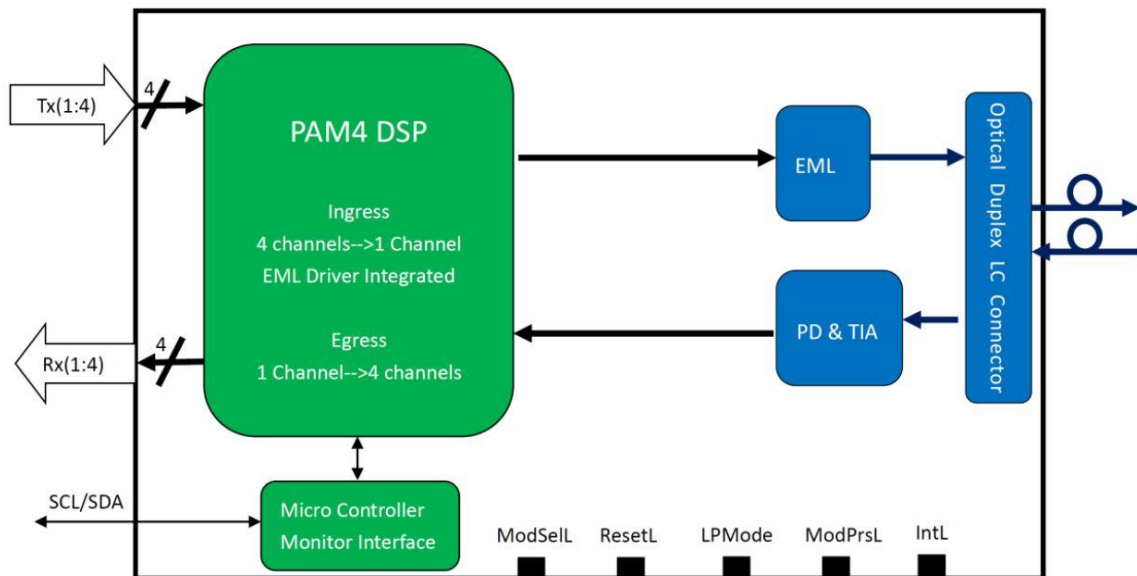 4
Tx(1:4)
PAM4 DSP
Ingress
4 channels-->1 Channel
EML Driver Integrated
Egress
1 Channel-->4 channels
4
Rx(1:4)
EML
PD & TIA
Optical Duplex LC Connector
SCL/SDA
Micro Controller
Monitor Interface
ModSelL
ResetL
LPMode
ModPrsL
IntL